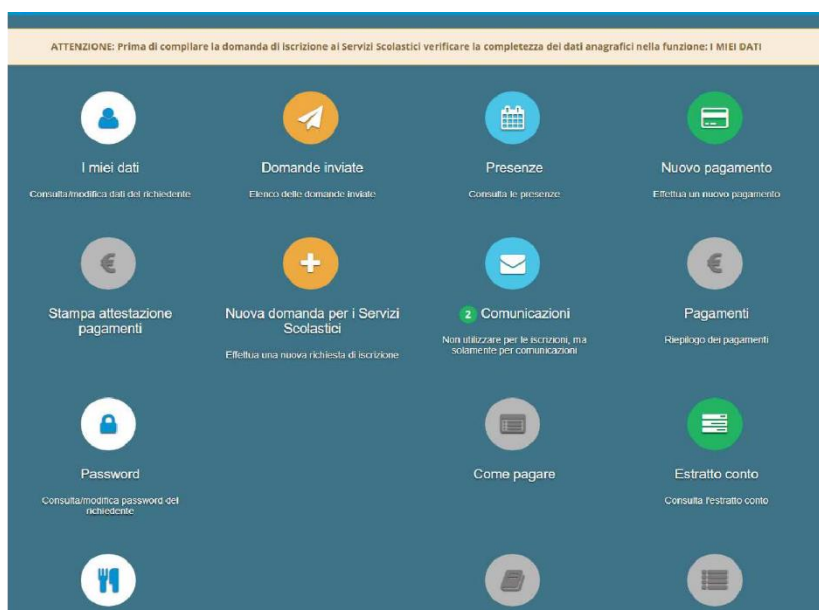 ATTENZIONE: Prima di compilare la domanda di iscrizione ai Servizi Scolastici verificare la completezza dei dati anagrafici nella funzione: I MIEI DATI
I miei dati
Consulta/modifica dati del richiedente
Domande inviate
Elenco delle domande inviate
Presenze
Consulta le presenze
Nuovo pagamento
Effettua un nuovo pagamento
Stampa attestazione
pagamenti
Nuova domanda per i Servizi
Scolastici
Effettua una nuova richiesta di iscrizione
2 Comunicazioni
Non utilizzare per le iscrizioni, ma
solamente per comunicazioni
Pagamenti
Riepilogo dei pagamenti
Password
Consulta/modifica password del
richiedente
Come pagare
Estratto conto
Consulta l'estratto conto